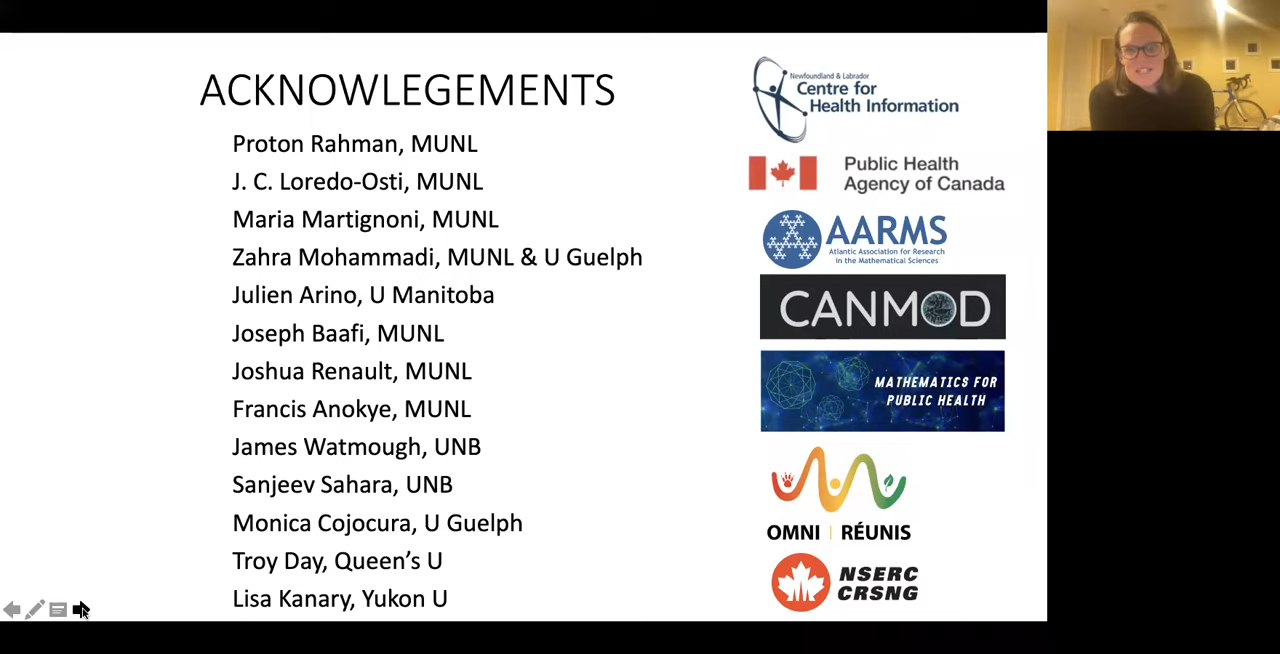 ACKNOWLEGEMENTS
Proton Rahman, MUNL
J. C. Loredo-Osti, MUNL
Maria Martignoni, MUNL
Zahra Mohammadi, MUNL & U Guelph
Julien Arino, U Manitoba
Joseph Baafi, MUNL
Joshua Renault, MUNL
Francis Anokye, MUNL
James Watmough, UNB
Sanjeev Sahara, UNB
Monica Cojocura, U Guelph
Troy Day, Queen’s U
Lisa Kanary, Yukon U
Newfoundland & Labrador
Centre for
Health Information
Public Health
Agency of Canada
AARMS
Atlantic Association for Research
in the Mathematical Sciences
CANMOD
MATHEMATICS FOR
PUBLIC HEALTH
OMNI | RÉUNIS
NSERC
CRSNG